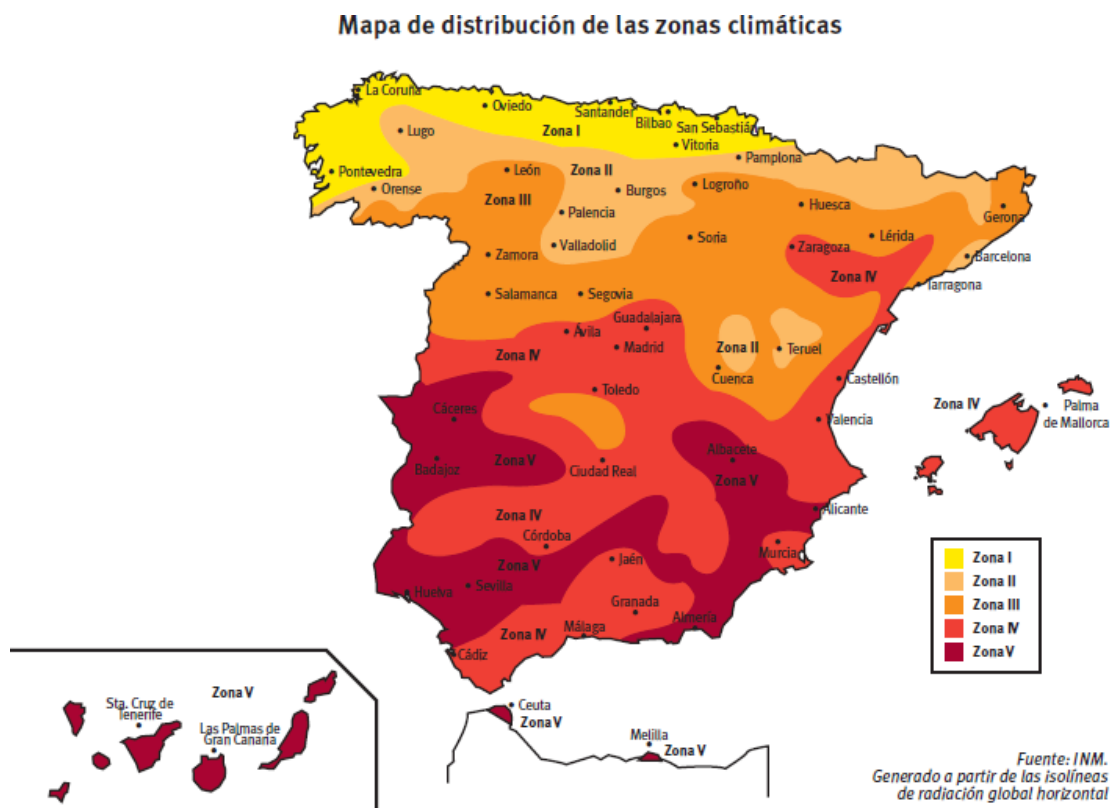 Mapa de distribución de las zonas climáticas
La Coruña
Oviedo
Santander
Bilbao
San Sebastián
Lugo
Zona I
Vitoria
Pamplona
Pontevedra
León
Zona II
Orense
Burgos
Logroño
Zona III
Palencia
Huesca
Gerona
Valladolid
Soria
Lérida
Zaragoza
Zamora
Barcelona
Zona IV
Tarragona
Salamanca
Segovia
Guadalajara
Ávila
Madrid
Zona IV
Zona II
Teruel
Cuenca
Castellón
Toledo
Zona IV
Palma
de Mallorca
Cáceres
Valencia
Albacete
Badajoz
Zona V
Ciudad Real
Zona V
Zona IV
Alicante
Córdoba
Murcia
Jaén
Zona V
Huelva
Sevilla
Granada
Almería
Málaga
Zona IV
Cádiz
Zona I
Zona II
Zona III
Zona IV
Zona V
Zona V
Sta. Cruz de
Tenerife
Las Palmas de
Gran Canaria
Ceuta
Zona V
Melilla
Zona V
Fuente: INM.
Generado a partir de las isolíneas
de radiación global horizontal